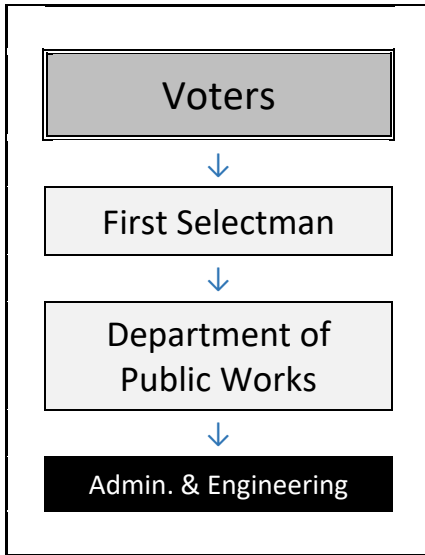 Voters
↓
First Selectman
↓
Department of
Public Works
↓
Admin. & Engineering